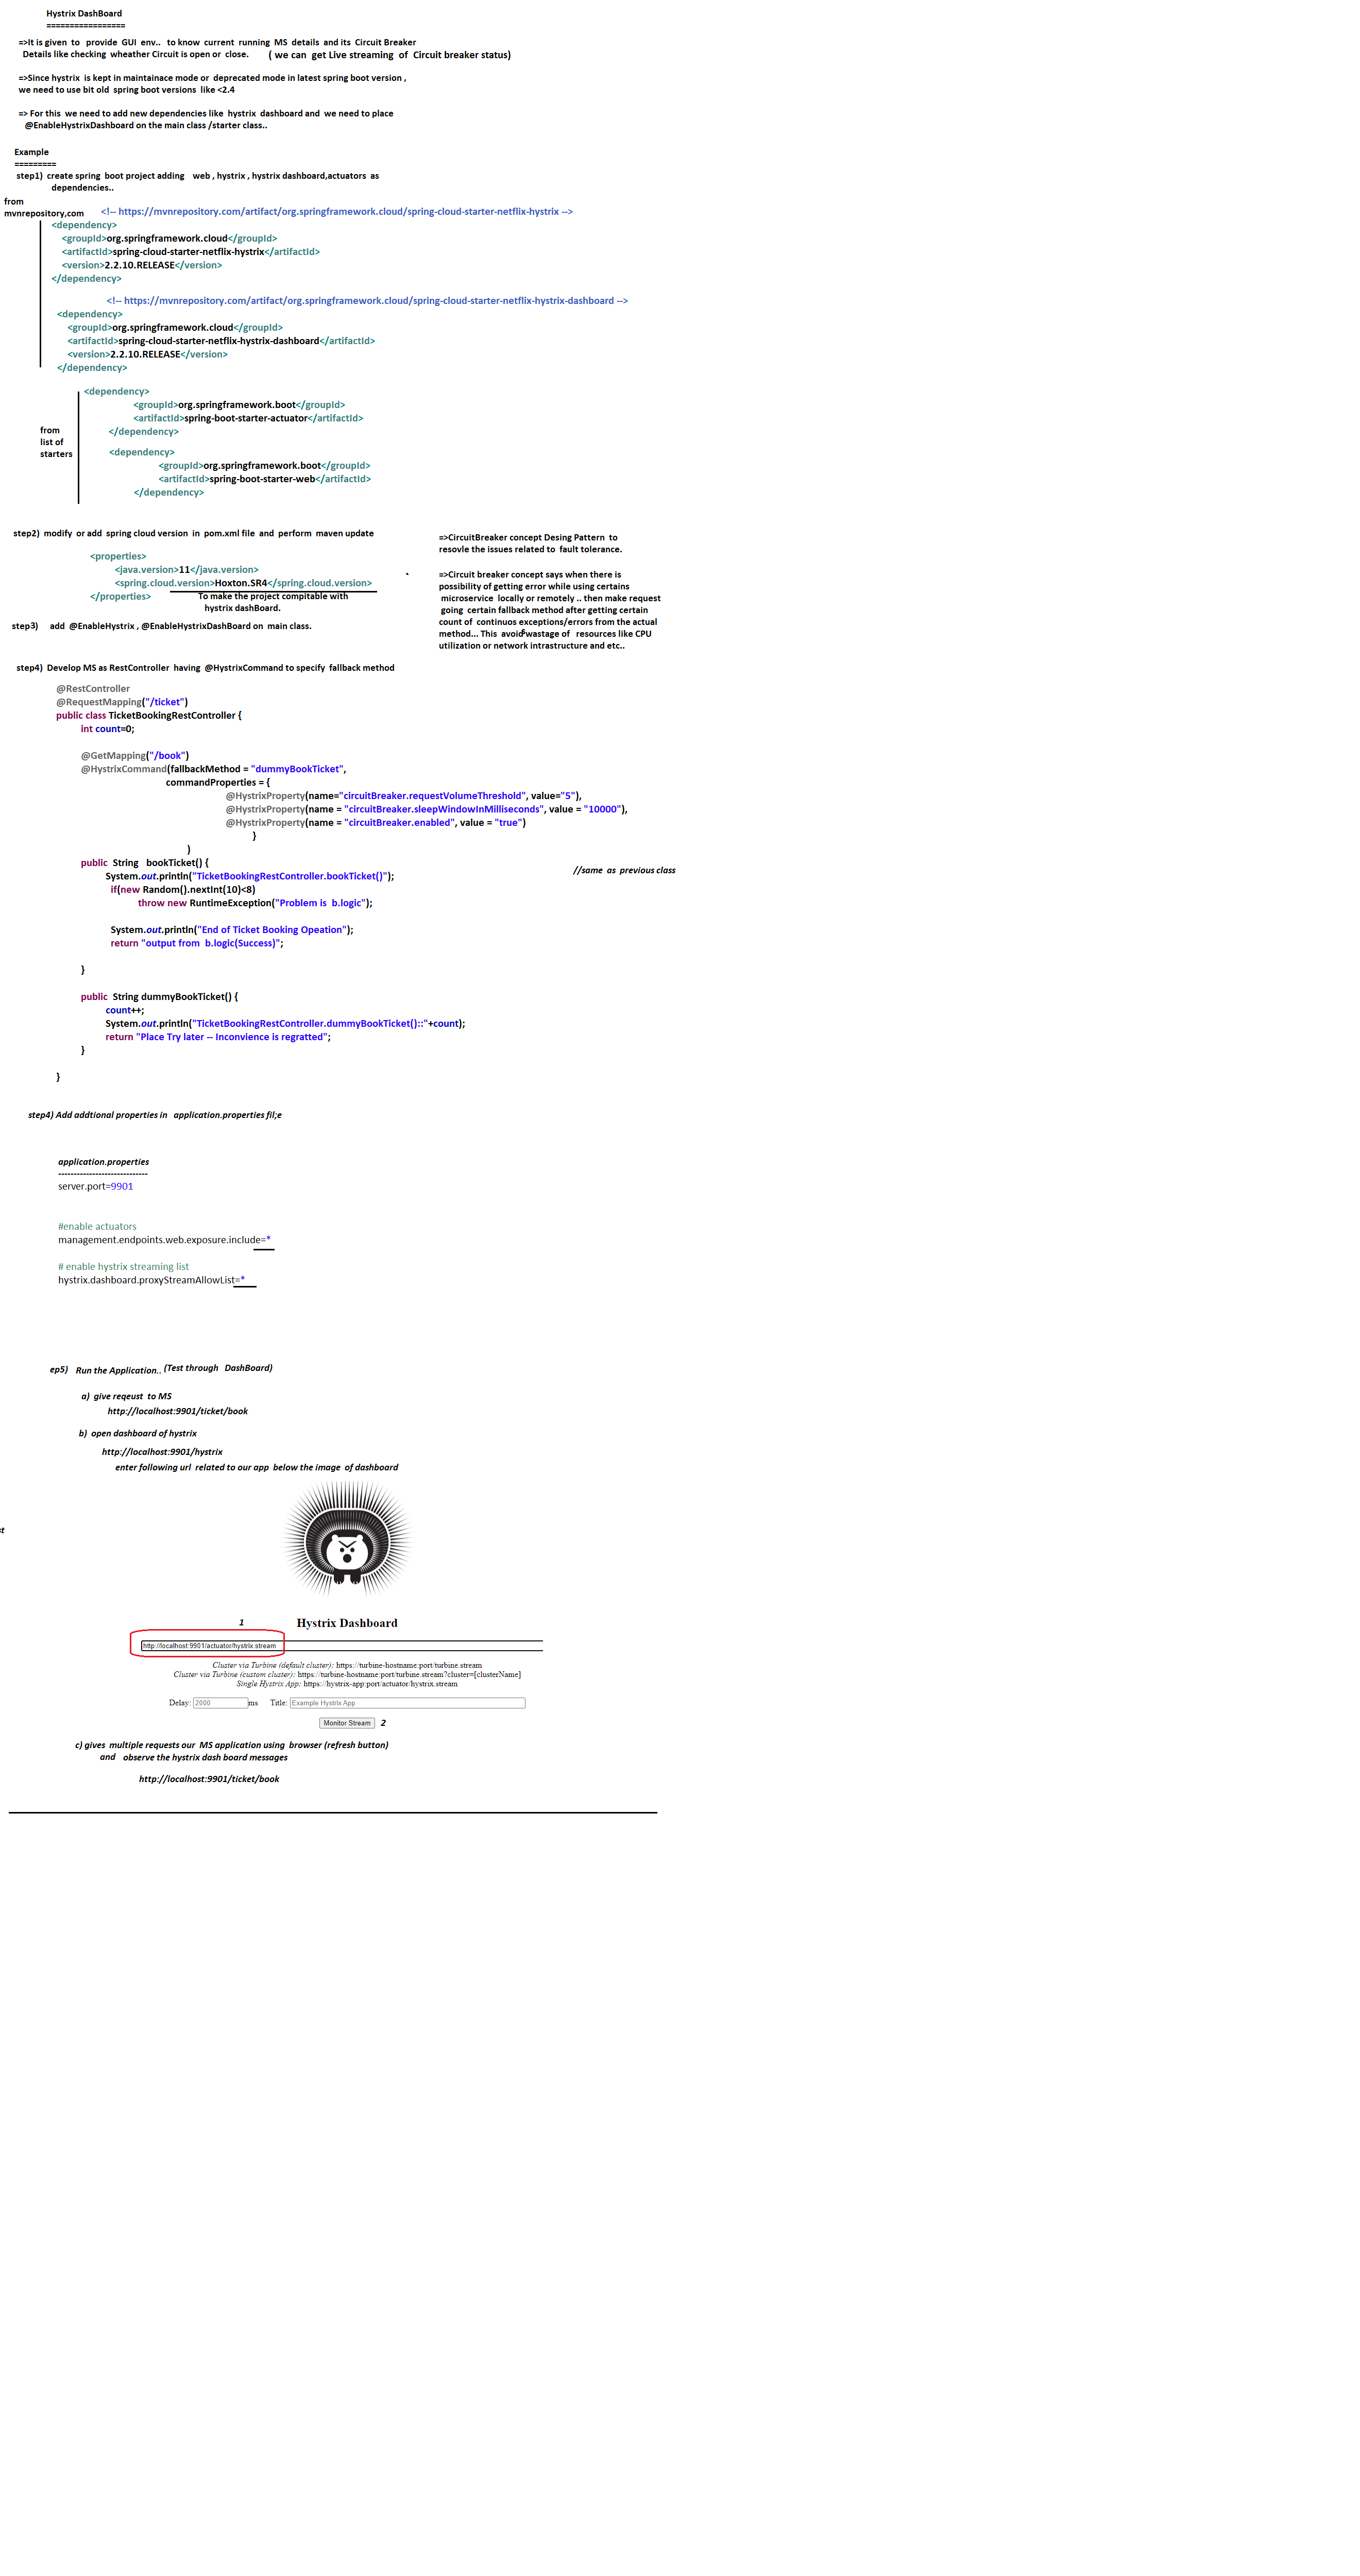 Hystrix DashBoard
=================
=>It is given to provide GUI env.. to know current running MS details and its Circuit Breaker
Details like checking wheather Circuit is open or close. ( we can get Live streaming of Circuit breaker status)
=>Since hystrix is kept in maintainace mode or deprecated mode in latest spring boot version ,
we need to use bit old spring boot versions like <2.4
=> For this we need to add new dependencies like hystrix dashboard and we need to place
@EnableHystrixDashboard on the main class /starter class..
Example
=========
step1) create spring boot project adding web , hystrix , hystrix dashboard,actuators as
dependencies..
from
mvnrepository,com
<!-- https://mvnrepository.com/artifact/org.springframework.cloud/spring-cloud-starter-netflix-hystrix -->
<dependency>
<groupId>org.springframework.cloud</groupId>
<artifactId>spring-cloud-starter-netflix-hystrix</artifactId>
<version>2.2.10.RELEASE</version>
</dependency>
<!-- https://mvnrepository.com/artifact/org.springframework.cloud/spring-cloud-starter-netflix-hystrix-dashboard -->
<dependency>
<groupId>org.springframework.cloud</groupId>
<artifactId>spring-cloud-starter-netflix-hystrix-dashboard</artifactId>
<version>2.2.10.RELEASE</version>
</dependency>
from
list of
starters
<dependency>
<groupId>org.springframework.boot</groupId>
<artifactId>spring-boot-starter-actuator</artifactId>
</dependency>
<dependency>
<groupId>org.springframework.boot</groupId>
<artifactId>spring-boot-starter-web</artifactId>
</dependency>
step2) modify or add spring cloud version in pom.xml file and perform maven update
<properties>
<java.version>11</java.version>
<spring.cloud.version>Hoxton.SR4</spring.cloud.version>
</properties>
To make the project compitable with
hystrix dashBoard.
=>CircuitBreaker concept Desing Pattern to
resovle the issues related to fault tolerance.
=>Circuit breaker concept says when there is
possibility of getting error while using certains
microservice locally or remotely .. then make request
going certain fallback method after getting certain
count of continuos exceptions/errors from the actual
method... This avoids wastage of resources like CPU
utilization or network intrastructure and etc..
step3) add @EnableHystrix , @EnableHystrixDashBoard on main class.
step4) Develop MS as RestController having @HystrixCommand to specify fallback method
@RestController
@RequestMapping("/ticket")
public class TicketBookingRestController {
int count=0;
@GetMapping("/book")
@HystrixCommand(fallbackMethod = "dummyBookTicket",
commandProperties = {
@HystrixProperty(name="circuitBreaker.requestVolumeThreshold", value="5"),
@HystrixProperty(name = "circuitBreaker.sleepWindowInMilliseconds", value = "10000"),
@HystrixProperty(name = "circuitBreaker.enabled", value = "true")
}
)
public String bookTicket() {
//same as previous class
System.out.println("TicketBookingRestController.bookTicket()");
if(new Random().nextInt(10)<8)
throw new RuntimeException("Problem is b.logic");
System.out.println("End of Ticket Booking Opeation");
return "output from b.logic(Success)";
}
public String dummyBookTicket() {
count++;
System.out.println("TicketBookingRestController.dummyBookTicket()::"+count);
return "Place Try later -- Inconvience is regratted";
}
}
step4) Add addtional properties in application.properties fil;e
application.properties
-----------------------------
server.port=9901
#enable actuators
management.endpoints.web.exposure.include=*
# enable hystrix streaming list
hystrix.dashboard.proxyStreamAllowList=*
ep5) Run the Application.. (Test through DashBoard)
a) give reqeust to MS
http://localhost:9901/ticket/book
b) open dashboard of hystrix
http://localhost:9901/hystrix
enter following url related to our app below the image of dashboard
st
1 Hystrix Dashboard
http://localhost:9901/actuator/hystrix.stream
Cluster via Turbine (default cluster): https://turbine-hostname:port/turbine.stream
Cluster via Turbine (custom cluster): https://turbine-hostname:port/turbine.stream?cluster=[clusterName]
Single Hystrix App: https://hystrix-app:port/actuator/hystrix.stream
Delay: 2000 ms Title: Example Hystrix App
Monitor Stream 2
c) gives multiple requests our MS application using browser (refresh button)
and observe the hystrix dash board messages
http://localhost:9901/ticket/book